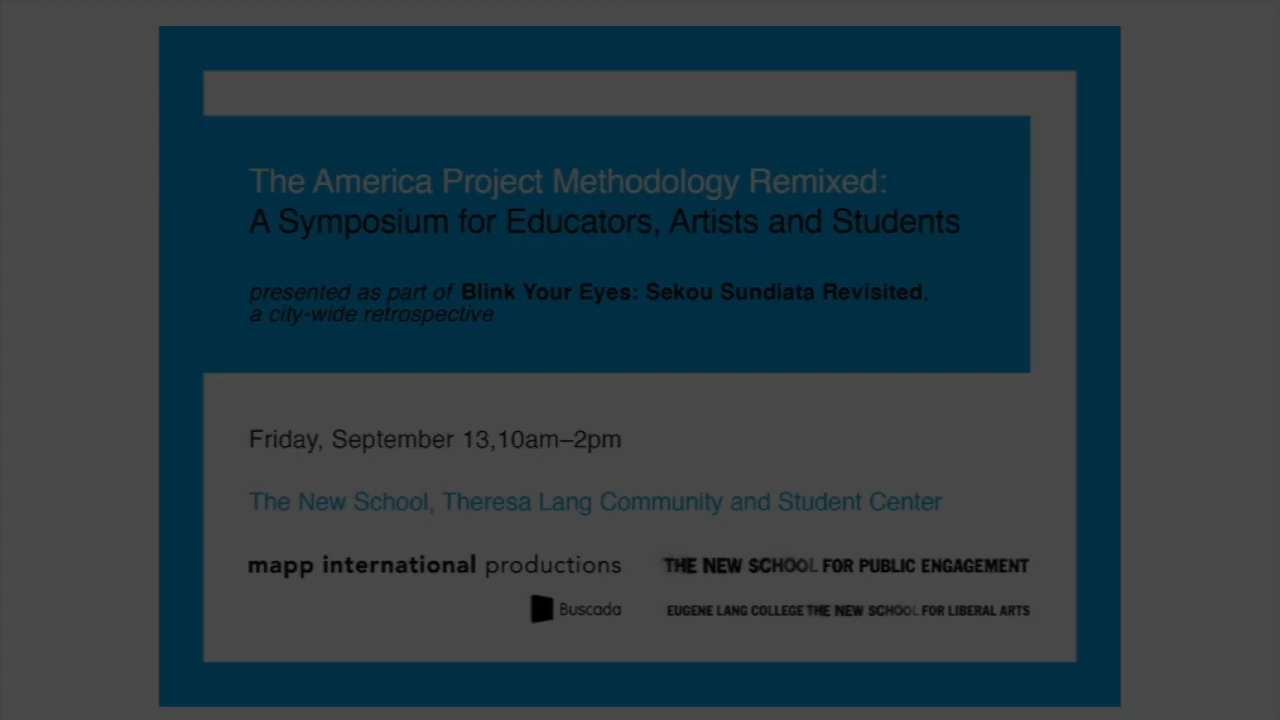 The America Project Methodology Remixed:
A Symposium for Educators, Artists and Students
presented as part of Blink Your Eyes: Sekou Sundiata Revisited,
a city-wide retrospective
Friday, September 13,10am–2pm
The New School, Theresa Lang Community and Student Center
mapp international productions
THE NEW SCHOOL FOR PUBLIC ENGAGEMENT
Buscada
EUGENE LANG COLLEGE THE NEW SCHOOL FOR LIBERAL ARTS